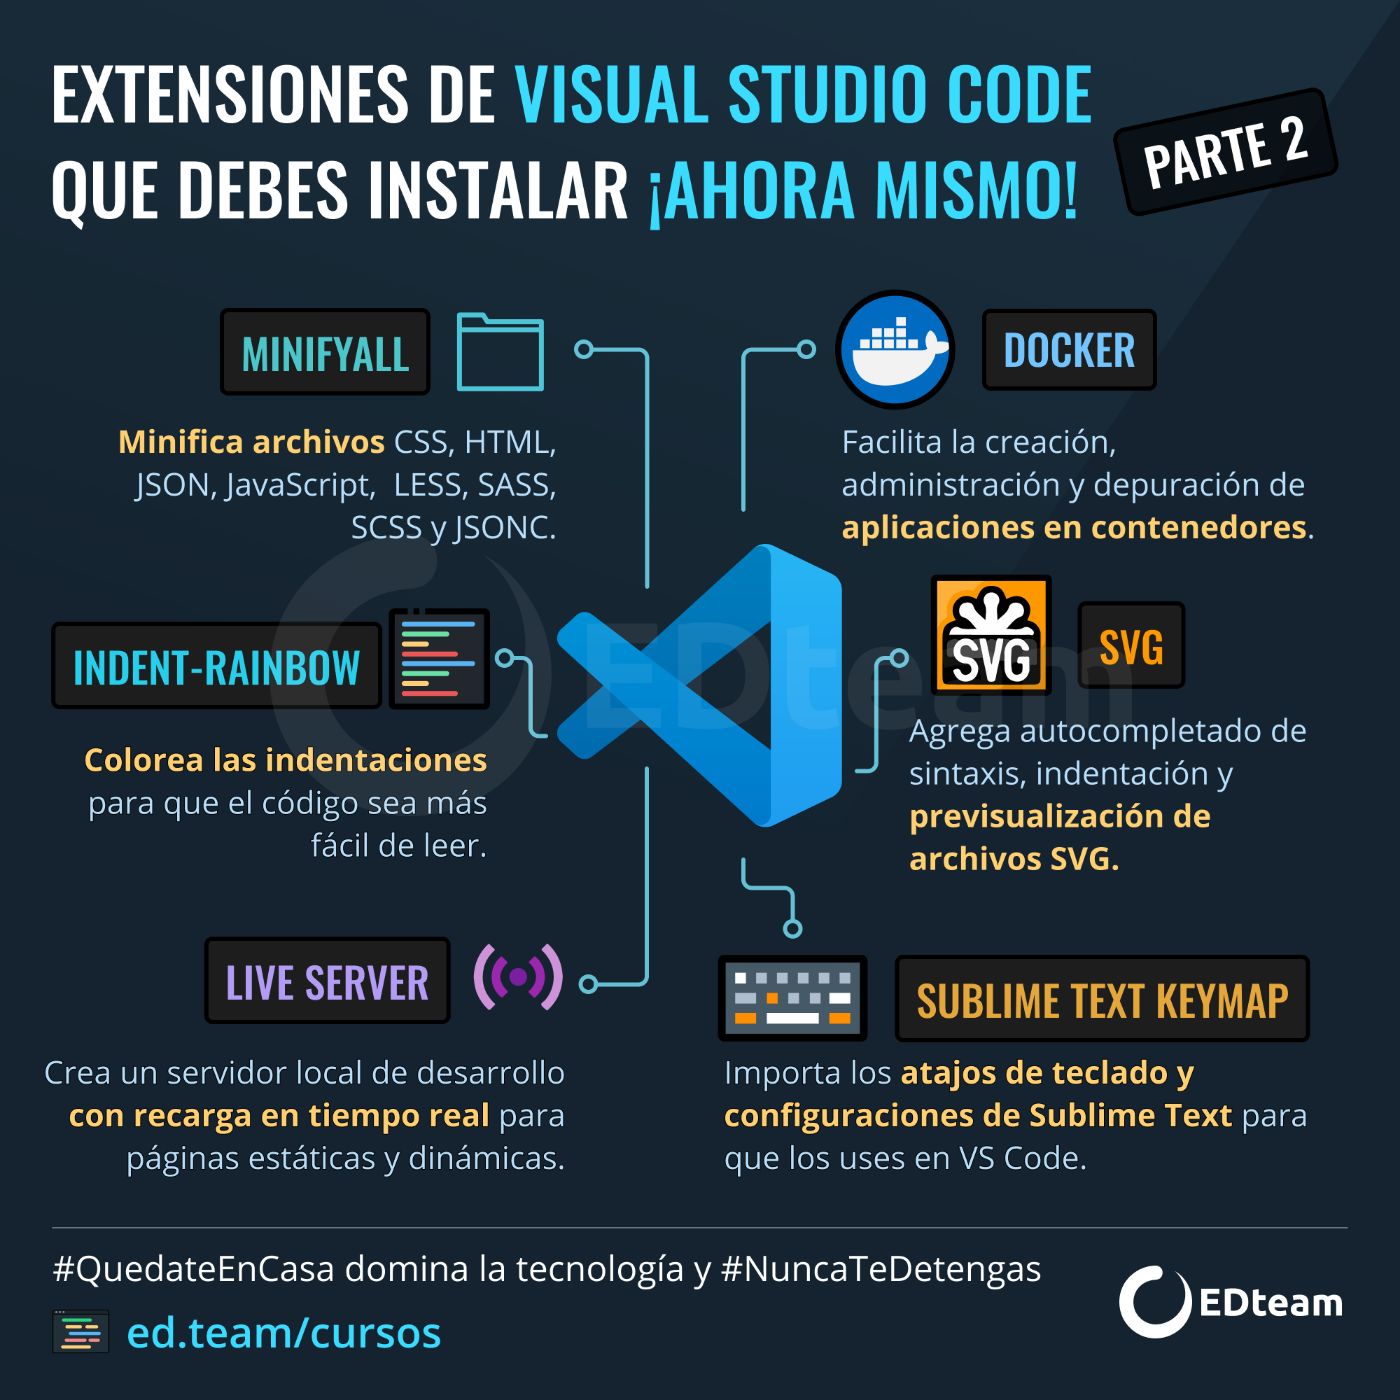 EXTENSIONES DE VISUAL STUDIO CODE
QUE DEBES INSTALAR ¡AHORA MISMO!
PARTE 2
MINIFYALL
Minifica archivos CSS, HTML,
JSON, JavaScript, LESS, SASS,
SCSS y JSONC.
DOCKER
Facilita la creación,
administración y depuración de
aplicaciones en contenedores.
INDENT-RAINBOW
Colorea las indentaciones
para que el código sea más
fácil de leer.
SVG
SVG
Agrega autocompletado de
sintaxis, indentación y
previsualización de
archivos SVG.
LIVE SERVER
Crea un servidor local de desarrollo
con recarga en tiempo real para
páginas estáticas y dinámicas.
SUBLIME TEXT KEYMAP
Importa los atajos de teclado y
configuraciones de Sublime Text para
que los uses en VS Code.
EDteam
#QuedateEnCasa domina la tecnología y #NuncaTeDetengas
ed.team/cursos
EDteam